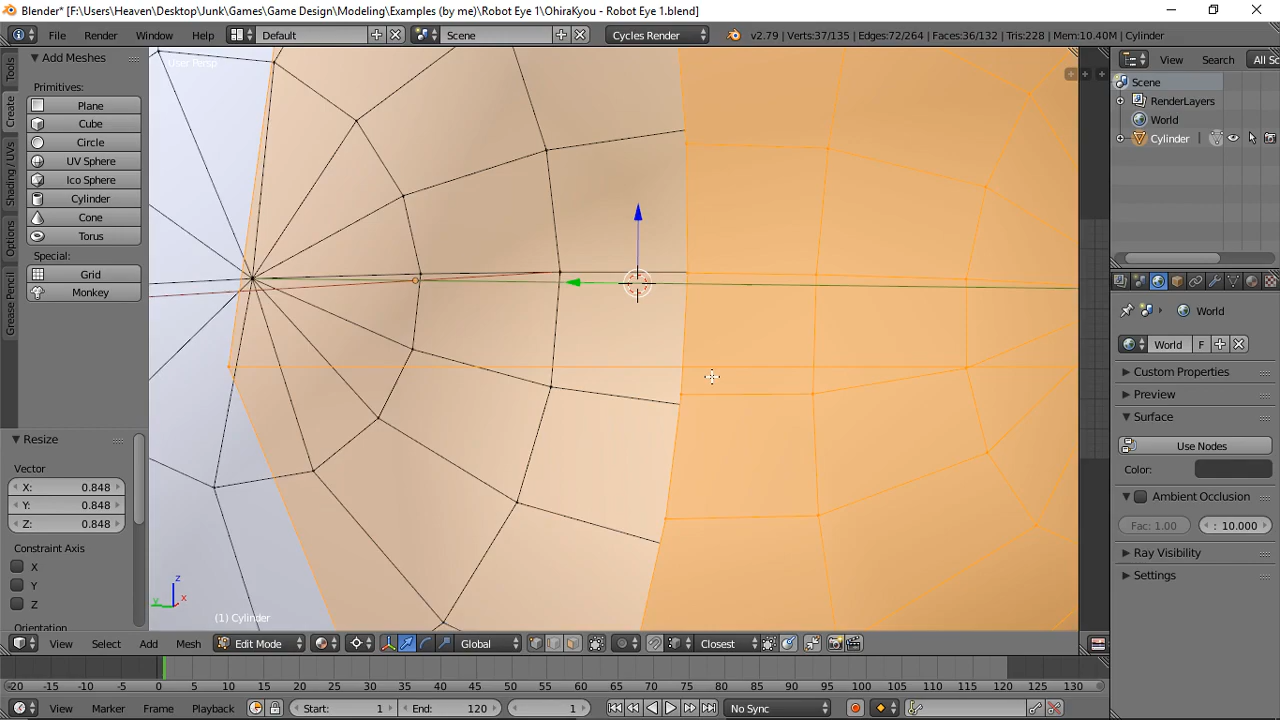 Blender* [F:\Users\Heaven\Desktop\Junk\Games\Game Design\Modeling\Examples (by me)\Robot Eye 1\OhiraKyou - Robot Eye 1.blend]
File Render Window Help Default Scene Cycles Render v2.79 | Verts:37/135 | Edges:72/264 | Faces:36/132 | Tris:228 | Mem:10.40M | Cylinder
Add Meshes
Primitives:
Plane
Cube
Circle
UV Sphere
Ico Sphere
Cylinder
Cone
Torus
Special:
Grid
Monkey
Tools
Create
Shading / UVs
Options
Grease Pencil
Resize
Vector
X: 0.848
Y: 0.848
Z: 0.848
Constraint Axis
X
Y
Z
Orientation
User Persp
z
y
x
(1) Cylinder
View Select Add Mesh Edit Mode Global Closest
-20 -15 -10 -5 0 5 10 15 20 25 30 35 40 45 50 55 60 65 70 75 80 85 90 95 100 105 110 115 120 125 130
View Marker Frame Playback Start: 1 End: 120 1 No Sync
View Search All Sc
Scene
RenderLayers
World
Cylinder
World
World F
Custom Properties
Preview
Surface
Use Nodes
Color:
Ambient Occlusion
Fac: 1.00 : 10.000
Ray Visibility
Settings